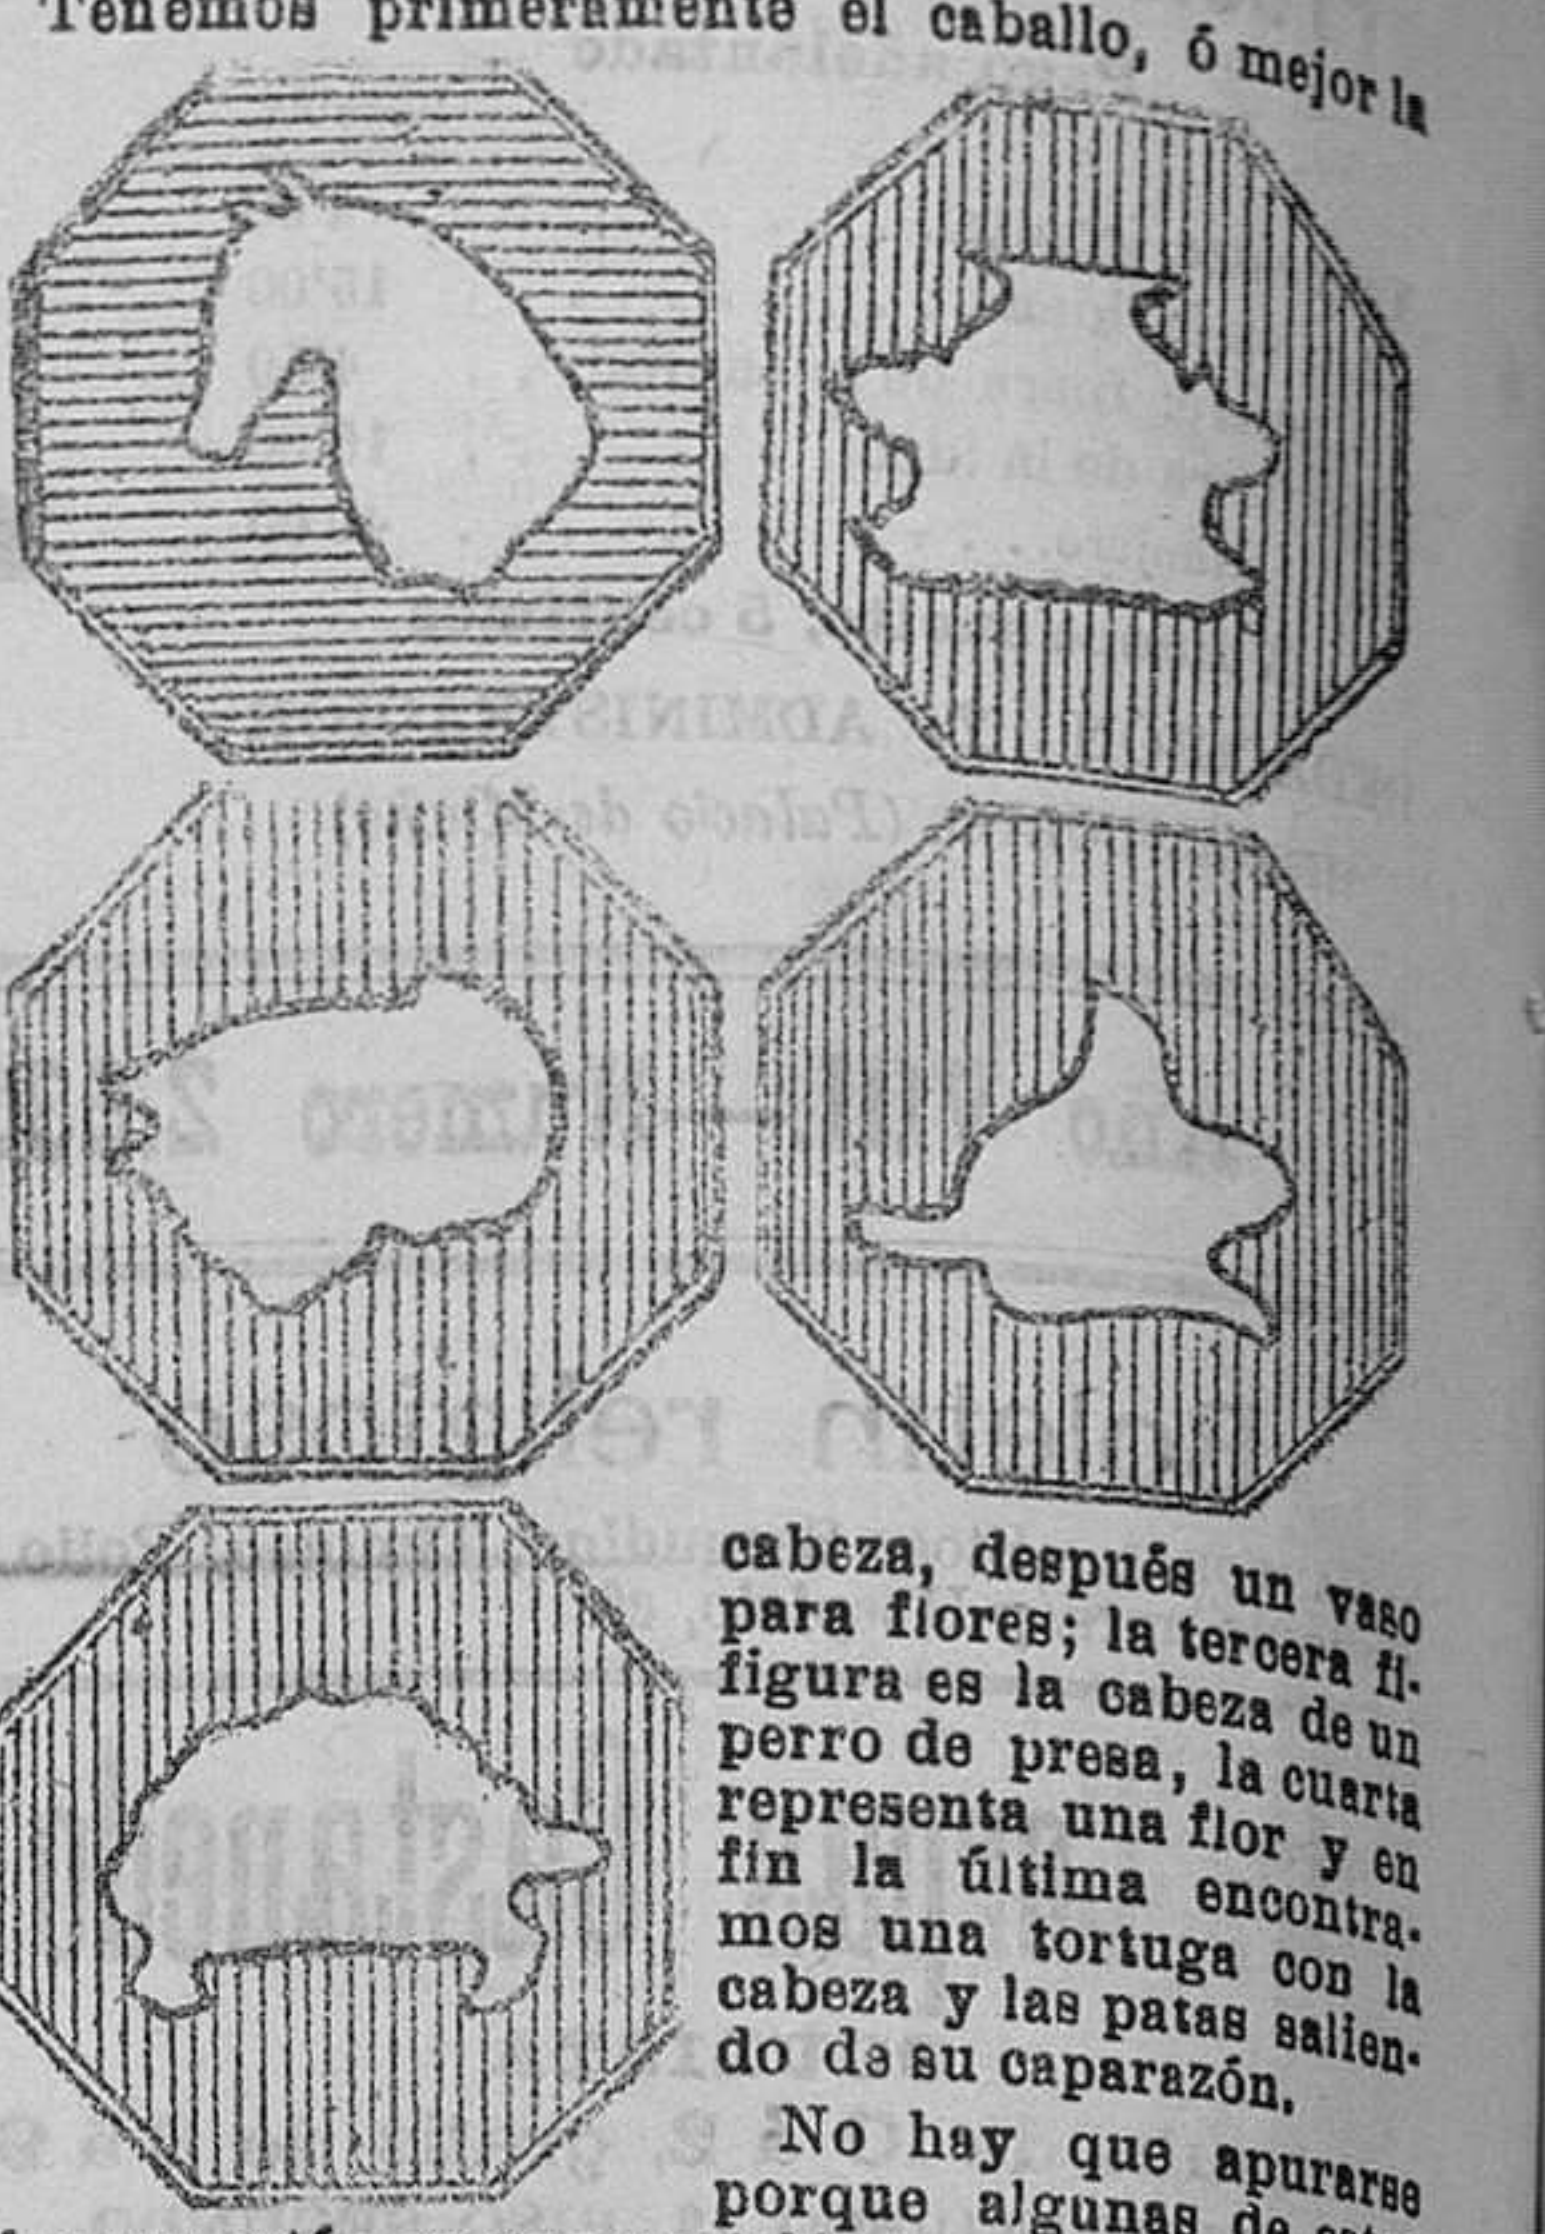 Tenemos primeramente el caballo, ó mejor la
cabeza, después un vaso
para flores; la tercera fi-
figura es la cabeza de un
perro de presa, la cuarta
representa una flor y en
fin la última encontra-
mos una tortuga con la
cabeza y las patas salien-
do de su caparazón.
No hay que apurarse
porque algunas de